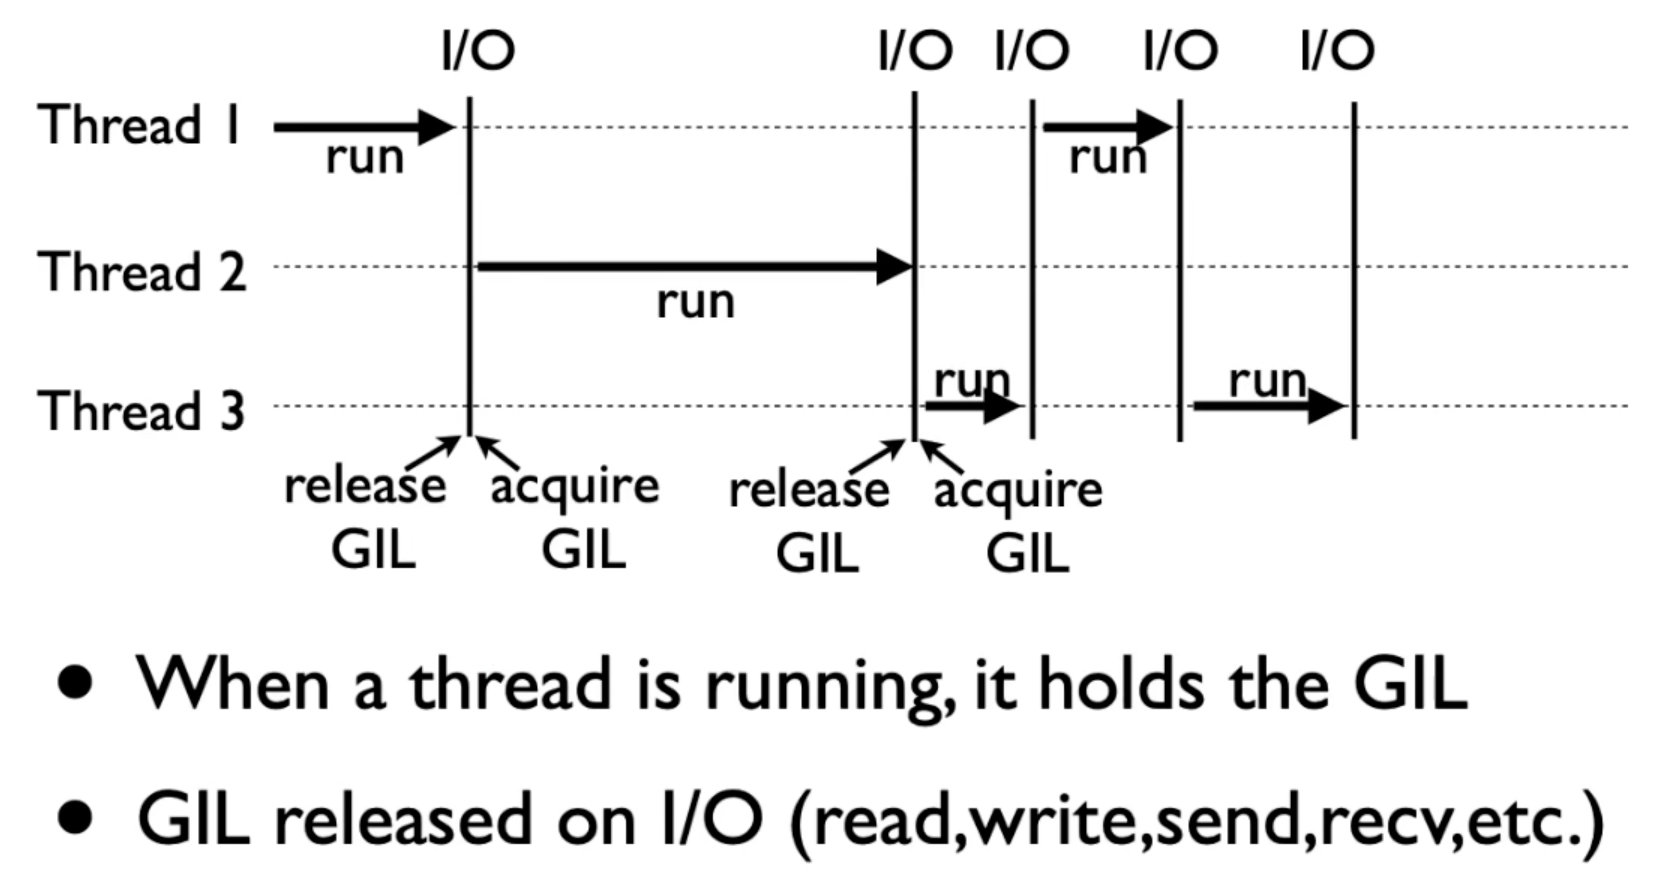 I/O I/O I/O I/O I/O
Thread 1
run run
Thread 2
run
run run
Thread 3
release acquire release acquire
GIL GIL GIL GIL
• When a thread is running, it holds the GIL
• GIL released on I/O (read,write,send,recv,etc.)